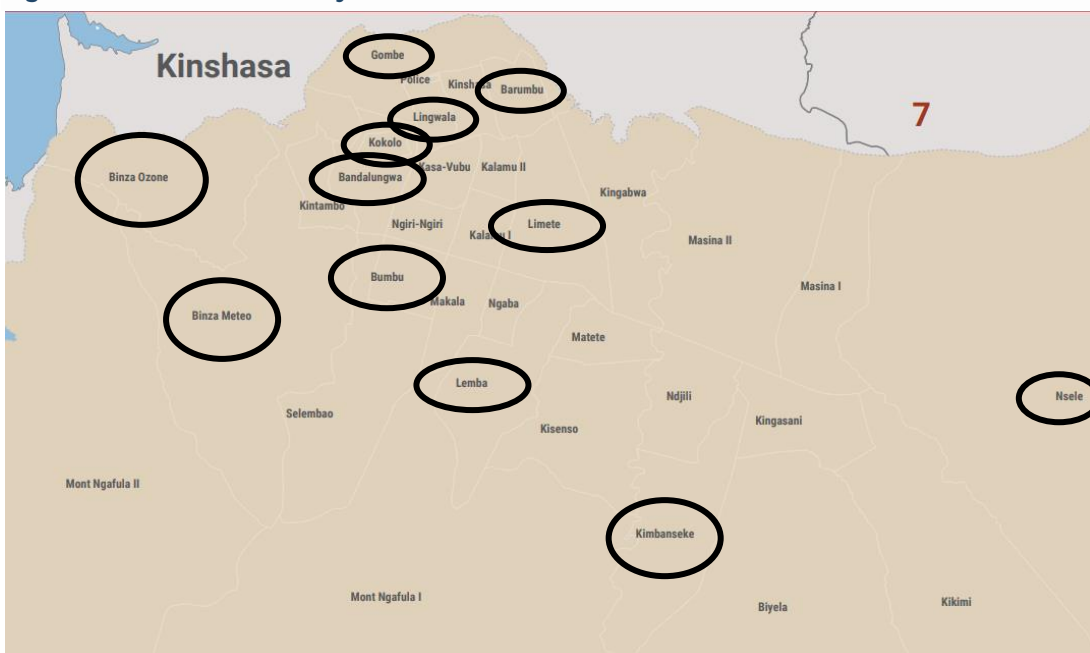 Gombe
Kinshasa
Police
Kinshasa
Barumbu
7
Lingwala
Kokolo
Kasa-Vubu
Kalamu II
Binza Ozone
Bandalungwa
Kingabwa
Kintambo
Ngiri-Ngiri
Limete
Kalamu I
Masina II
Bumbu
Masina I
Makala
Ngaba
Binza Meteo
Matete
Lemba
Ndjili
Nsele
Selembao
Kingasani
Kisenso
Mont Ngafula II
Kimbanseke
Mont Ngafula I
Biyela
Kikimi